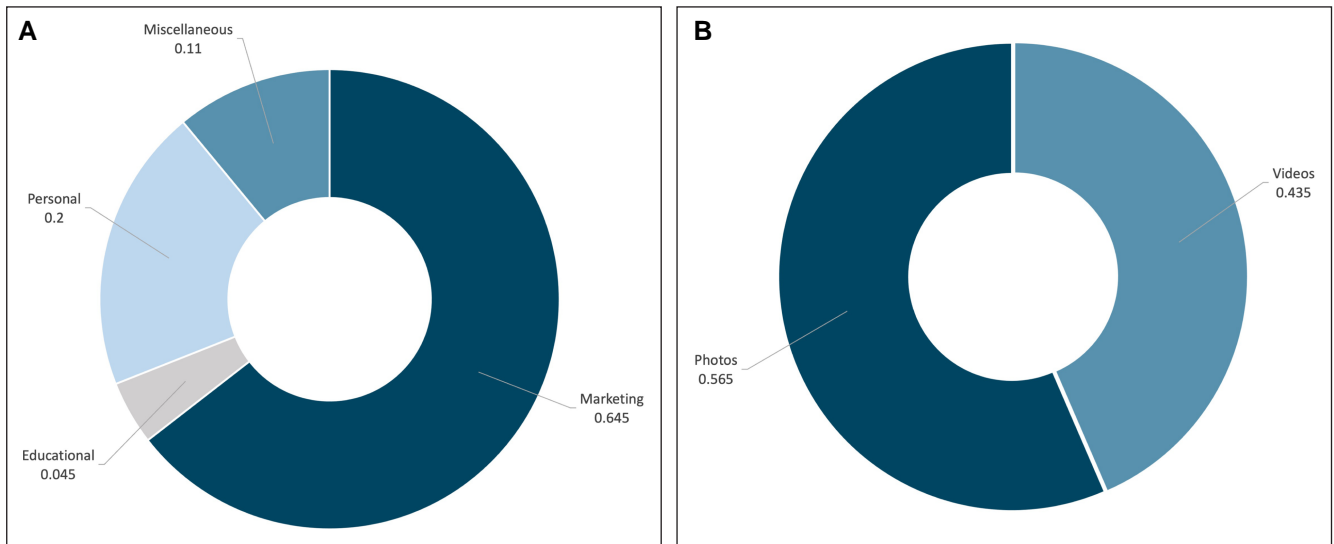 A
Miscellaneous
0.11
Personal
0.2
Educational
0.045
Marketing
0.645
B
Videos
0.435
Photos
0.565